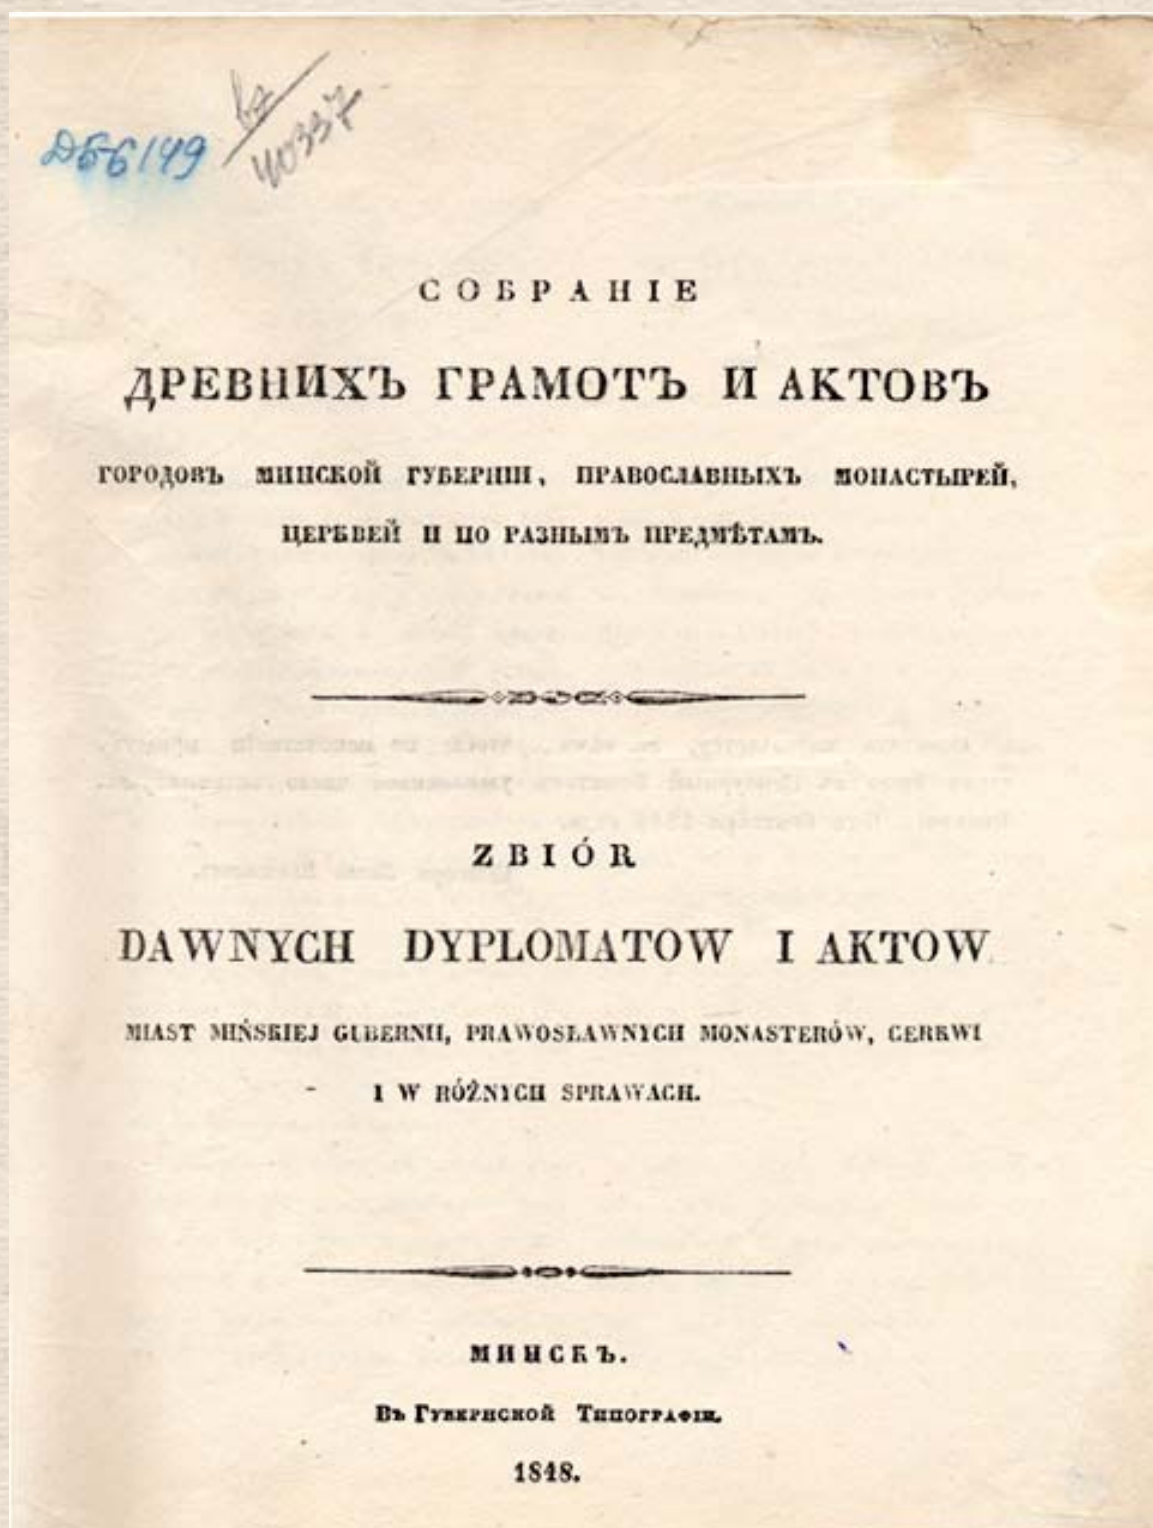 ДБ6149
40337
СОБРАНІЕ
ДРЕВНИХЪ ГРАМОТЪ И АКТОВЪ
ГОРОДОВЪ МИНСКОЙ ГУБЕРНІИ, ПРАВОСЛАВНЫХЪ МОНАСТЫРЕЙ,
ЦЕРКВЕЙ И ПО РАЗНЫМЪ ПРЕДМѢТАМЪ.
ZBIÓR
DAWNYCH DYPLOMATOW I AKTOW
MIAST MIŃSKIEJ GUBERNII, PRAWOSŁAWNYCH MONASTERÓW, CERKWI
I W RÓŻNYCH SPRAWACH.
МИНСКЪ.
Въ Губернской Типографіи.
1848.